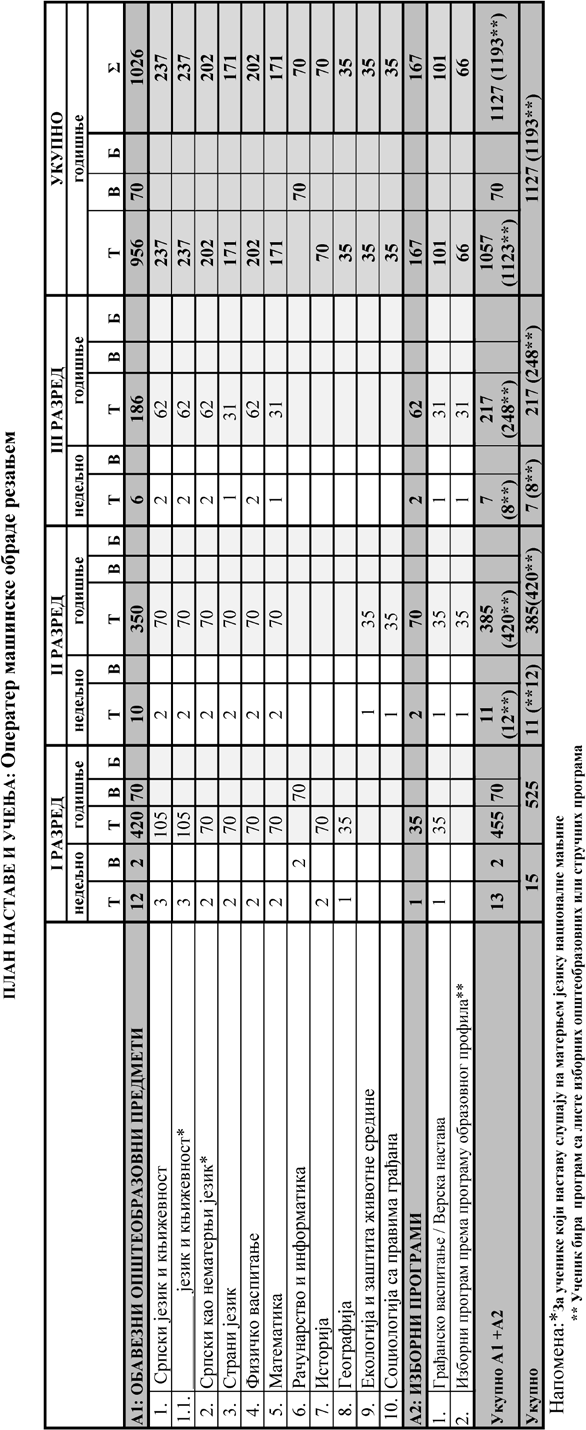 ПЛАН НАСТАВЕ И УЧЕЊА: Оператер машинске обраде резањем
I РАЗРЕД II РАЗРЕД III РАЗРЕД УКУПНО
недељно годишње недељно годишње недељно годишње годишње
Т В Т В Б Т В Т В Б Т В Т В Б Т В Б Σ
А1: ОБАВЕЗНИ ОПШТЕОБРАЗОВНИ ПРЕДМЕТИ 12 2 420 70 10 350 6 186 956 70 1026
1. Српски језик и књижевност 3 105 2 70 2 62 237 237
1.1. језик и књижевност* 3 105 2 70 2 62 237 237
2. Српски као нематерњи језик* 2 70 2 70 2 62 202 202
3. Страни језик 2 70 2 70 1 31 171 171
4. Физичко васпитање 2 70 2 70 2 62 202 202
5. Математика 2 70 2 70 1 31 171 171
6. Рачунарство и информатика 2 70 70 70
7. Историја 2 70 70 70
8. Географија 1 35 35 35
9. Екологија и заштита животне средине 1 35 35 35
10. Социологија са правима грађана 1 35 35 35
А2: ИЗБОРНИ ПРОГРАМИ 1 35 2 70 2 62 167 167
1. Грађанско васпитање / Верска настава 1 35 1 35 1 31 101 101
2. Изборни програм према програму образовног профила** 1 35 1 31 66 66
Укупно А1 +А2 13 2 455 70 11 (12**) 385 (420**) 7 (8**) 217 (248**) 1057 (1123**) 70 1127 (1193**)
Укупно 15 525 11 (**12) 385(420**) 7 (8**) 217 (248**) 1127 (1193**)
Напомена:*За ученике који наставу слушају на матерњем језику националне мањине
** Ученик бира програм са листе изборних општеобразовних или стручних програма